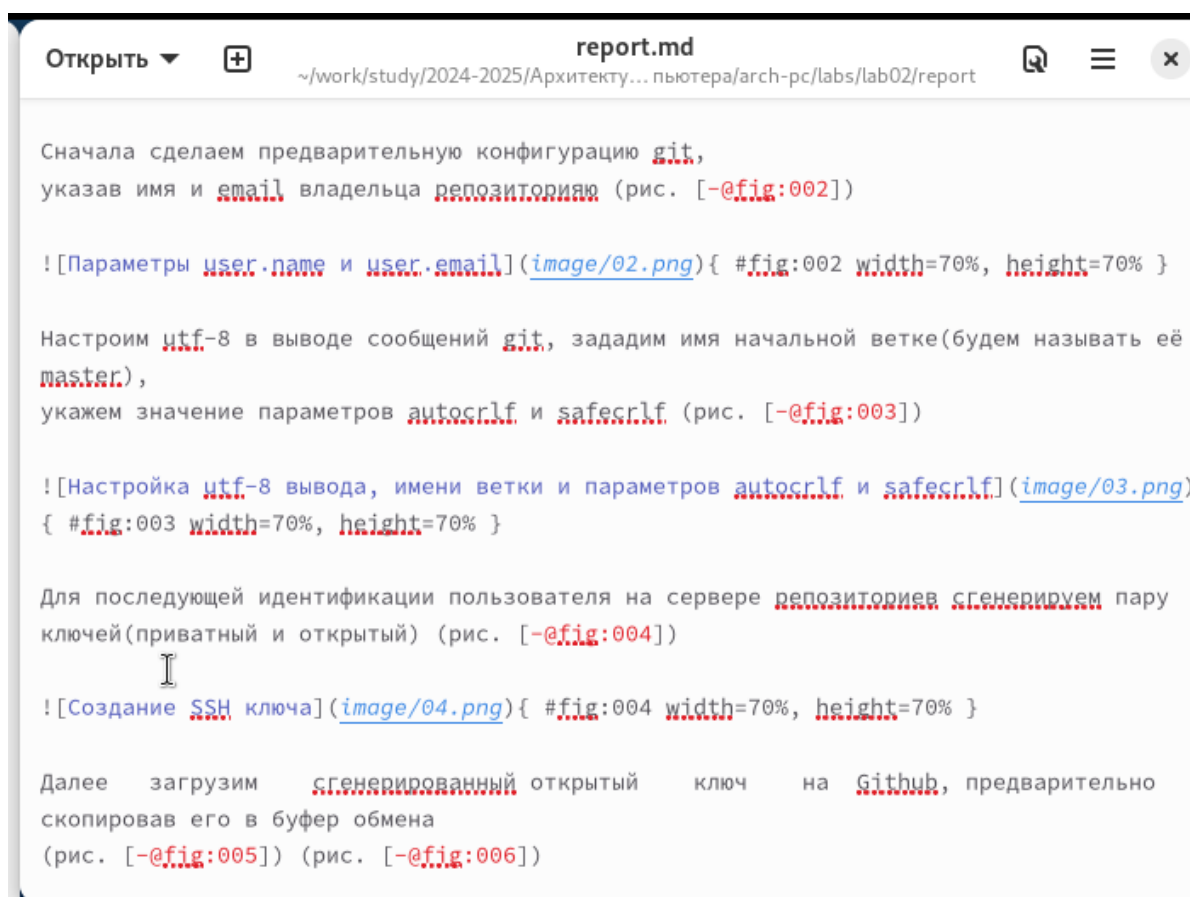 Открыть
report.md
~/work/study/2024-2025/Архитекту… пьютера/arch-pc/labs/lab02/report
Сначала сделаем предварительную конфигурацию git,
указав имя и email владельца репозиторияю (рис. [-@fig:002])
![Параметры user.name и user.email](image/02.png){ #fig:002 width=70%, height=70% }
Настроим utf-8 в выводе сообщений git, зададим имя начальной ветке(будем называть её
master),
укажем значение параметров autocrlf и safecrlf (рис. [-@fig:003])
![Настройка utf-8 вывода, имени ветки и параметров autocrlf и safecrlf](image/03.png)
{ #fig:003 width=70%, height=70% }
Для последующей идентификации пользователя на сервере репозиториев сгенерируем пару
ключей(приватный и открытый) (рис. [-@fig:004])
![Создание SSH ключа](image/04.png){ #fig:004 width=70%, height=70% }
Далее загрузим сгенерированный открытый ключ на Github, предварительно
скопировав его в буфер обмена
(рис. [-@fig:005]) (рис. [-@fig:006])